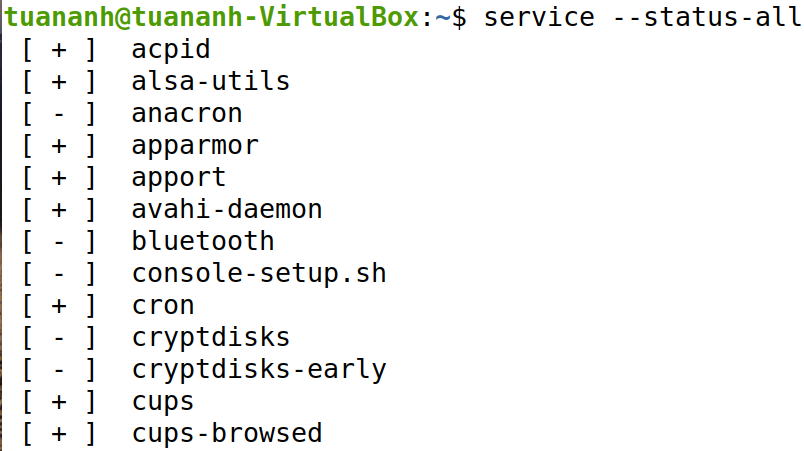 tuananh@tuananh-VirtualBox:~$ service --status-all
[ + ]  acpid
[ + ]  alsa-utils
[ - ]  anacron
[ + ]  apparmor
[ + ]  apport
[ + ]  avahi-daemon
[ - ]  bluetooth
[ - ]  console-setup.sh
[ + ]  cron
[ - ]  cryptdisks
[ - ]  cryptdisks-early
[ + ]  cups
[ + ]  cups-browsed